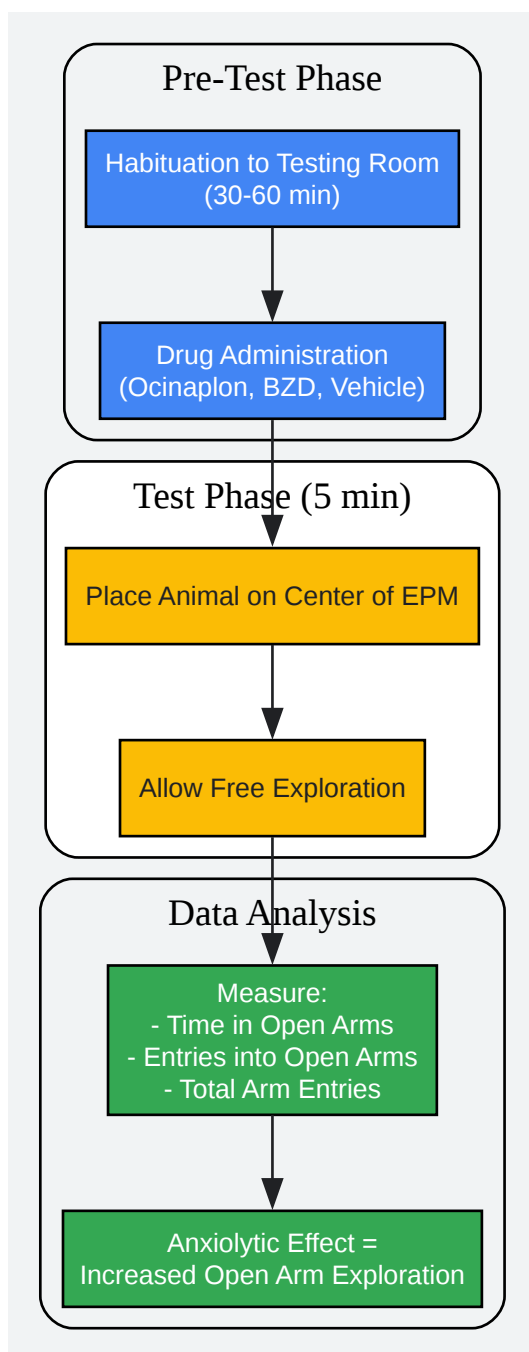 Pre-Test Phase
Habituation to Testing Room
(30-60 min)
Drug Administration
(Ocinaplon, BZD, Vehicle)
Test Phase (5 min)
Place Animal on Center of EPM
Allow Free Exploration
Data Analysis
Measure:
- Time in Open Arms
- Entries into Open Arms
- Total Arm Entries
Anxiolytic Effect =
Increased Open Arm Exploration